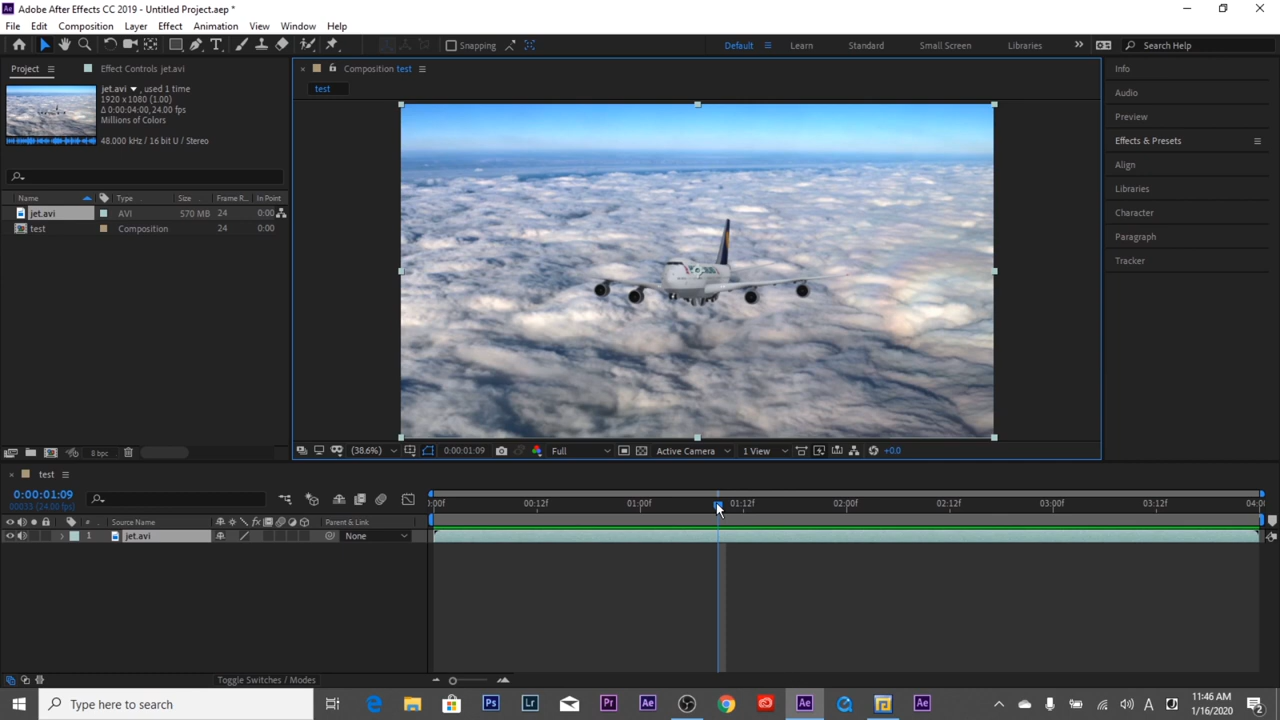 Adobe After Effects CC 2019 - Untitled Project.aep *
File Edit Composition Layer Effect Animation View Window Help
Snapping Default Learn Standard Small Screen Libraries Search Help
Project Effect Controls jet.avi
Composition test
test
jet.avi ▼, used 1 time
1920 x 1080 (1.00)
Δ 0:00:04:00, 24.00 fps
Millions of Colors
48.000 kHz / 16 bit U / Stereo
Name Type Size Frame R... In Point
jet.avi AVI 570 MB 24 0:00
test Composition 24 0:00
8 bpc
(38.6%) 0:00:01:09 Full Active Camera 1 View +0.0
Info
Audio
Preview
Effects & Presets
Align
Libraries
Character
Paragraph
Tracker
test
0:00:01:09
00033 (24.00 fps)
:00f 00:12f 01:00f 01:12f 02:00f 02:12f 03:00f 03:12f 04:00f
# Source Name Parent & Link
1 jet.avi None
Toggle Switches / Modes
Type here to search
11:46 AM
1/16/2020